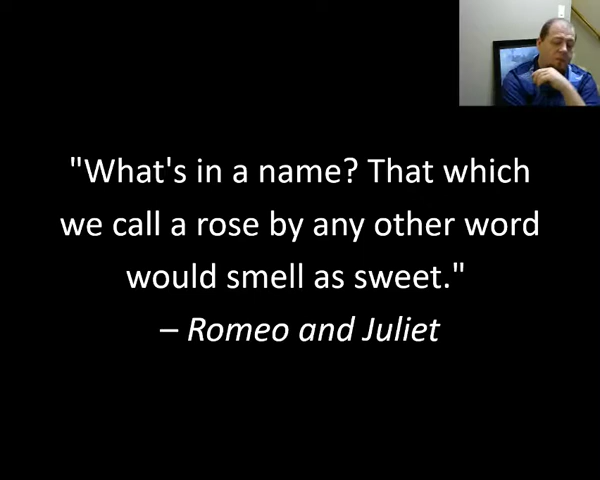 "What's in a name? That which
we call a rose by any other word
would smell as sweet."
– Romeo and Juliet